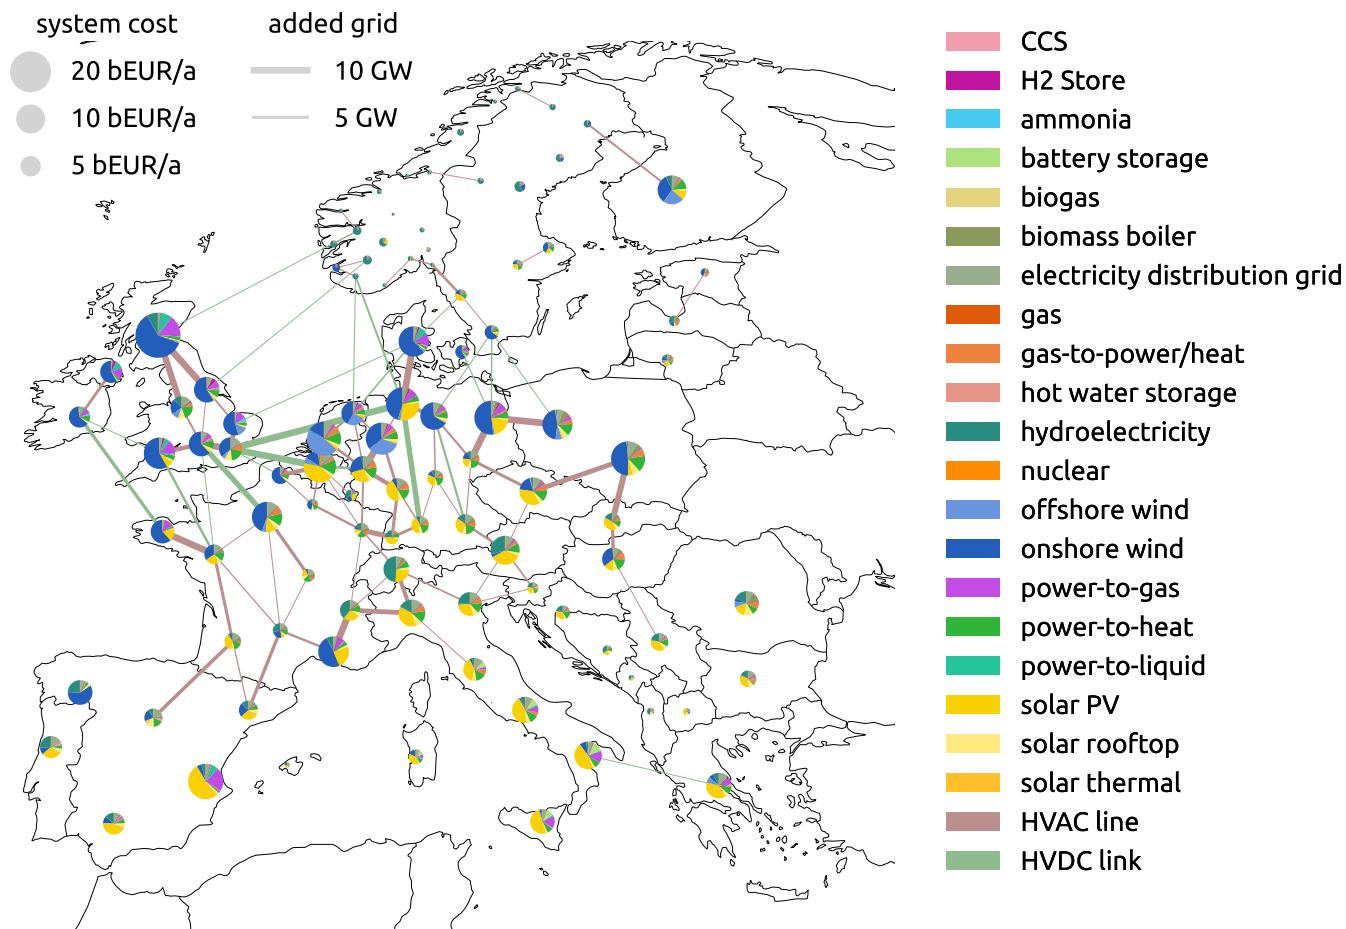 system cost
20 bEUR/a
10 bEUR/a
5 bEUR/a
added grid
10 GW
5 GW
CCS
H2 Store
ammonia
battery storage
biogas
biomass boiler
electricity distribution grid
gas
gas-to-power/heat
hot water storage
hydroelectricity
nuclear
offshore wind
onshore wind
power-to-gas
power-to-heat
power-to-liquid
solar PV
solar rooftop
solar thermal
HVAC line
HVDC link